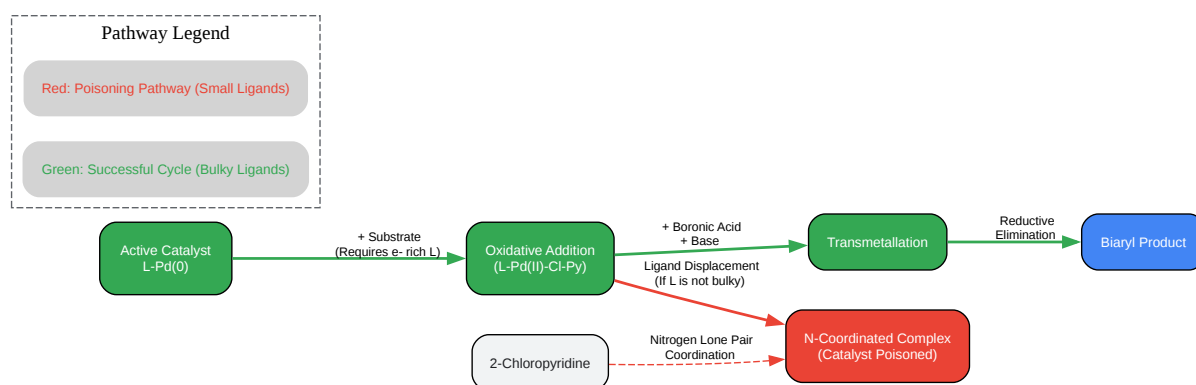 Pathway Legend
Red: Poisoning Pathway (Small Ligands)
Green: Successful Cycle (Bulky Ligands)
Active Catalyst
L-Pd(0)
+ Substrate
(Requires e- rich L)
Oxidative Addition
(L-Pd(II)-Cl-Py)
+ Boronic Acid
+ Base
Ligand Displacement
(If L is not bulky)
Transmetallation
Reductive
Elimination
Biaryl Product
2-Chloropyridine
Nitrogen Lone Pair
Coordination
N-Coordinated Complex
(Catalyst Poisoned)